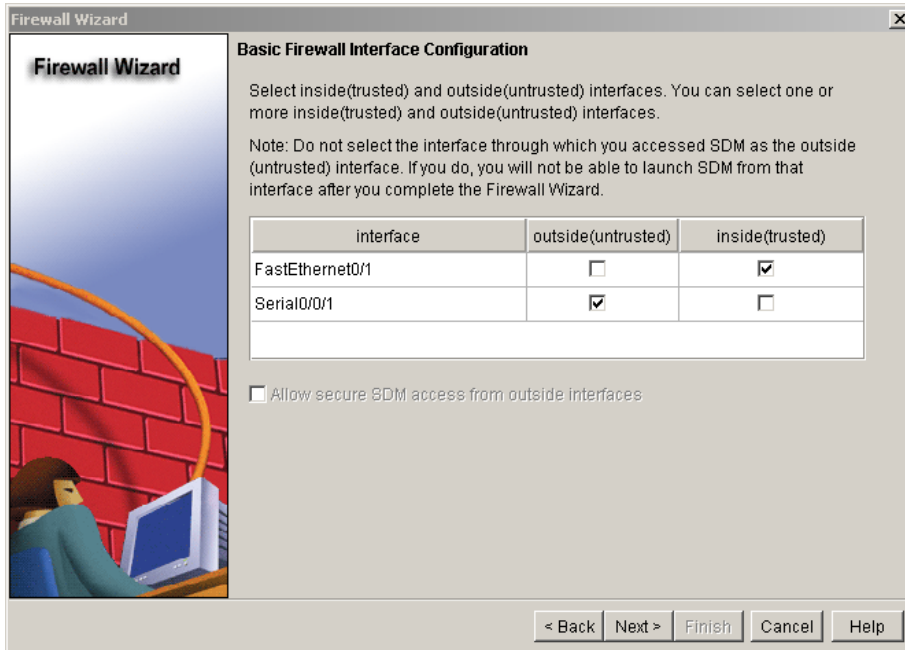 Firewall Wizard
Firewall Wizard
Basic Firewall Interface Configuration
Select inside(trusted) and outside(untrusted) interfaces. You can select one or
more inside(trusted) and outside(untrusted) interfaces.
Note: Do not select the interface through which you accessed SDM as the outside
(untrusted) interface. If you do, you will not be able to launch SDM from that
interface after you complete the Firewall Wizard.
interface outside(untrusted) inside(trusted)
FastEthernet0/1
Serial0/0/1
Allow secure SDM access from outside interfaces
< Back Next > Finish Cancel Help